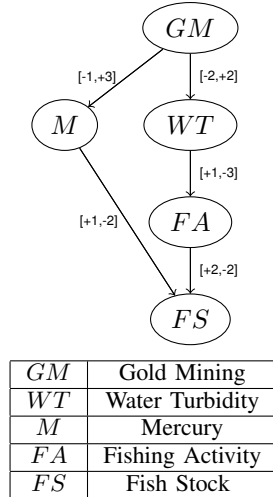 GM
[-1,+3] [-2,+2]
M WT
[+1,-3]
FA
[+1,-2] [+2,-2]
FS
GM Gold Mining
WT Water Turbidity
M Mercury
FA Fishing Activity
FS Fish Stock